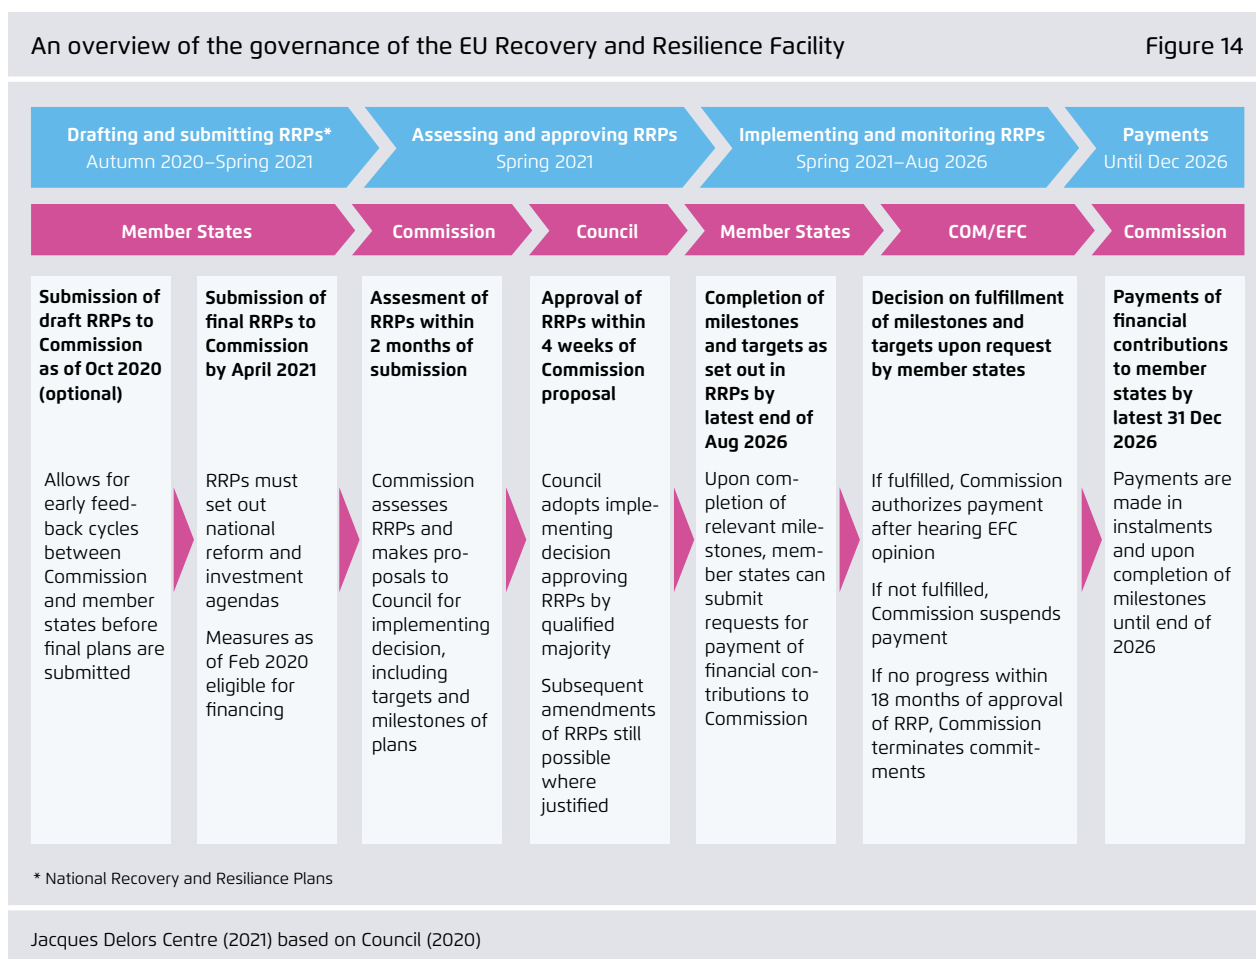 An overview of the governance of the EU Recovery and Resilience Facility
Figure 14
Drafting and submitting RRPs*
Autumn 2020–Spring 2021
Assessing and approving RRPs
Spring 2021
Implementing and monitoring RRPs
Spring 2021–Aug 2026
Payments
Until Dec 2026
Member States
Commission
Council
Member States
COM/EFC
Commission
Submission of
draft RRPs to
Commission
as of Oct 2020
(optional)
Allows for
early feed-
back cycles
between
Commission
and member
states before
final plans are
submitted
Submission of
final RRPs to
Commission
by April 2021
RRPs must
set out
national
reform and
investment
agendas
Measures as
of Feb 2020
eligible for
financing
Assesment of
RRPs within
2 months of
submission
Commission
assesses
RRPs and
makes pro-
posals to
Council for
implementing
decision,
including
targets and
milestones of
plans
Approval of
RRPs within
4 weeks of
Commission
proposal
Council
adopts imple-
menting
decision
approving
RRPs by
qualified
majority
Subsequent
amendments
of RRPs still
possible
where
justified
Completion of
milestones
and targets as
set out in
RRPs by
latest end of
Aug 2026
Upon com-
pletion of
relevant mile-
stones, mem-
ber states can
submit
requests for
payment of
financial con-
tributions to
Commission
Decision on fulfillment
of milestones and
targets upon request
by member states
If fulfilled, Commission
authorizes payment
after hearing EFC
opinion
If not fulfilled,
Commission suspends
payment
If no progress within
18 months of approval
of RRP, Commission
terminates commit-
ments
Payments of
financial
contributions
to member
states by
latest 31 Dec
2026
Payments are
made in
instalments
and upon
completion of
milestones
until end of
2026
* National Recovery and Resiliance Plans
Jacques Delors Centre (2021) based on Council (2020)